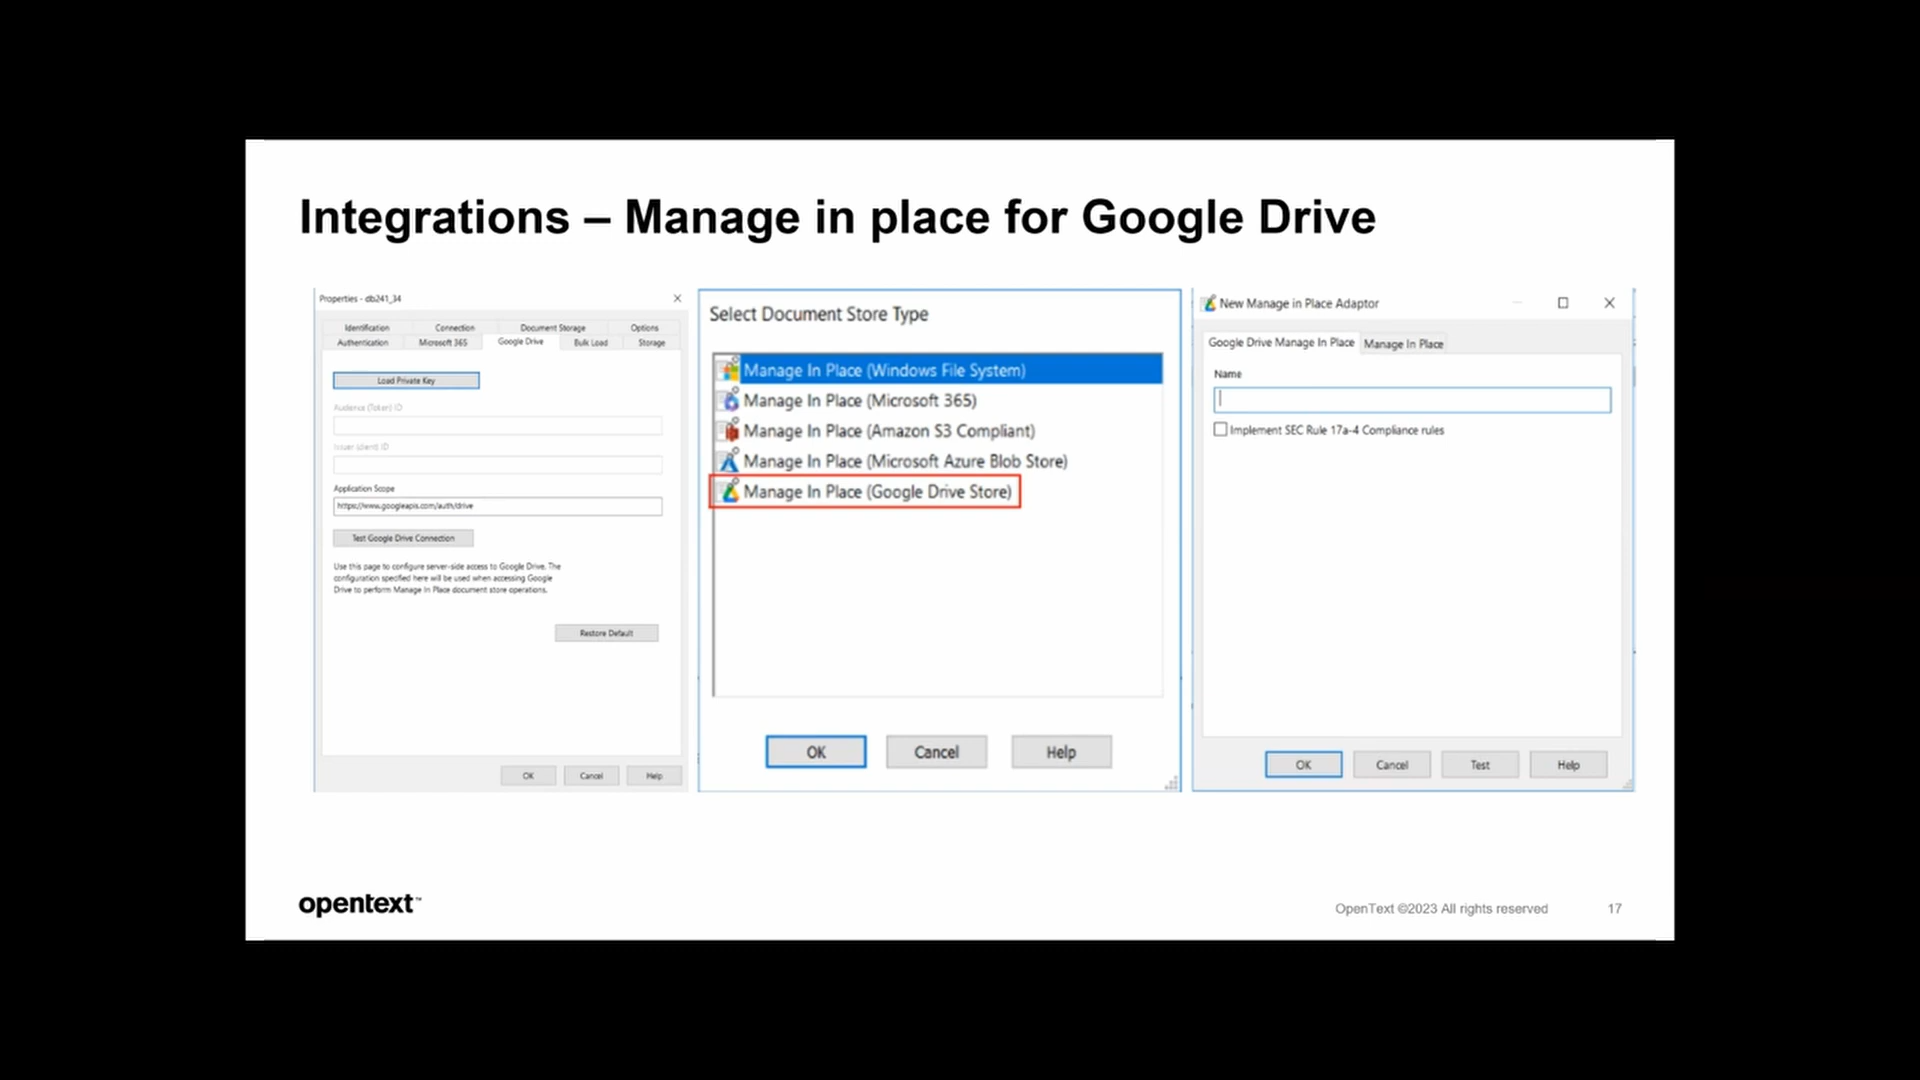 Integrations – Manage in place for Google Drive
Properties - db241_34
Identification Connection Document Storage Options
Authentication Microsoft 365 Google Drive Bulk Load Storage
Load Private Key
Audience (Token) ID
Issuer (client) ID
Application Scope
https://www.googleapis.com/auth/drive
Test Google Drive Connection
Use this page to configure server-side access to Google Drive. The
configuration specified here will be used when accessing Google
Drive to perform Manage In Place document store operations.
Restore Default
OK Cancel Help
Select Document Store Type
Manage In Place (Windows File System)
Manage In Place (Microsoft 365)
Manage In Place (Amazon S3 Compliant)
Manage In Place (Microsoft Azure Blob Store)
Manage In Place (Google Drive Store)
OK Cancel Help
New Manage in Place Adaptor
Google Drive Manage In Place Manage In Place
Name
Implement SEC Rule 17a-4 Compliance rules
OK Cancel Test Help
opentext™
OpenText ©2023 All rights reserved 17